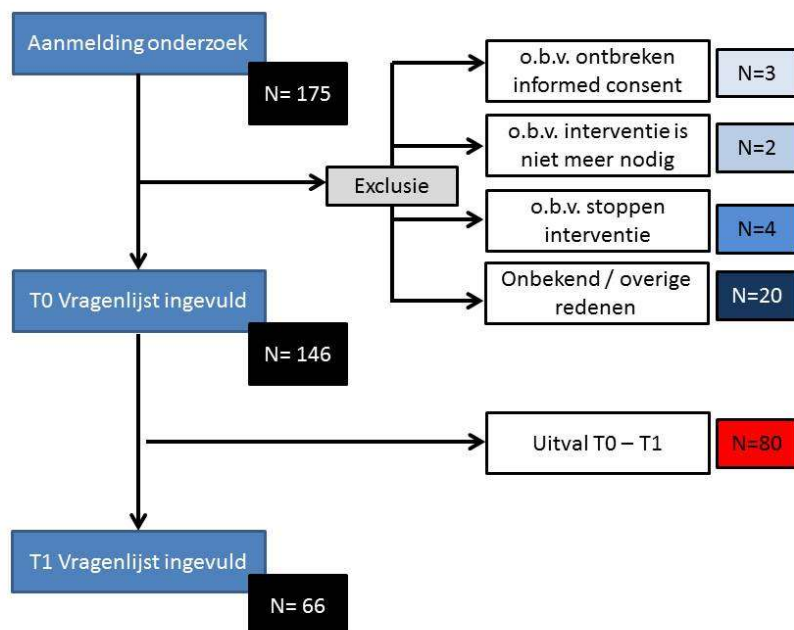 Aanmelding onderzoek
N= 175
Exclusie
o.b.v. ontbreken
informed consent
N=3
o.b.v. interventie is
niet meer nodig
N=2
o.b.v. stoppen
interventie
N=4
Onbekend / overige
redenen
N=20
T0 Vragenlijst ingevuld
N= 146
Uitval T0 – T1
N=80
T1 Vragenlijst ingevuld
N= 66